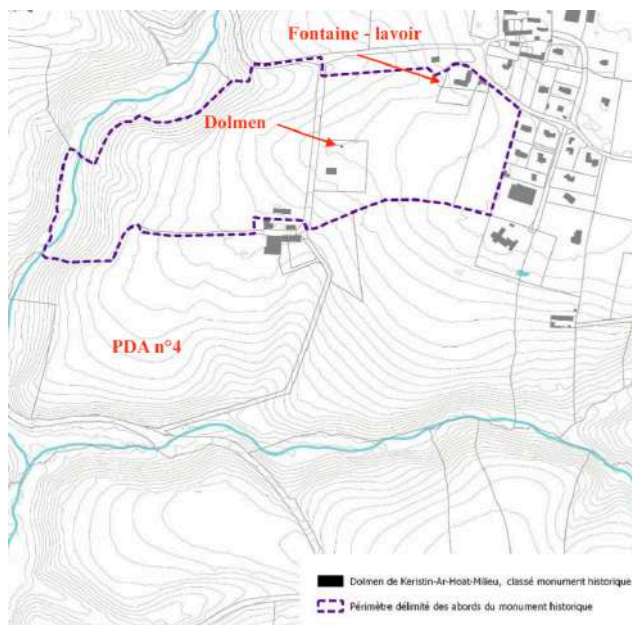 Fontaine - lavoir
Dolmen
PDA n°4
Dolmen de Keristin-Ar-Hoat-Milieu, classé monument historique
Périmètre délimité des abords du monument historique